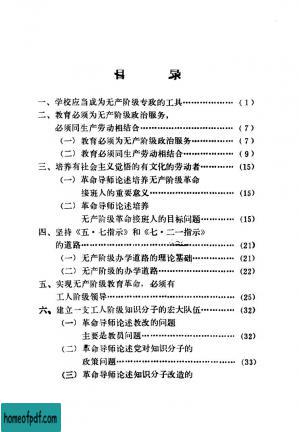 目 录
一、学校应当成为无产阶级专政的工具………………（1）
二、教育必须为无产阶级政治服务，
必须同生产劳动相结合………………………（7）
（一）教育必须为无产阶级政治服务…………（7）
（二）教育必须同生产劳动相结合……………（9）
三、培养有社会主义觉悟的有文化的劳动者…………（15）
（一）革命导师论述培养无产阶级革命
接班人的重要意义……………………（15）
（二）革命导师论述培养
无产阶级革命接班人的目标问题…………（15）
四、坚持《五·七指示》和《七·二一指示》
的道路…………………………………（21）
（一）无产阶级办学道路的理论基础…………（21）
（二）无产阶级的办学道路……………………（22）
五、实现无产阶级教育革命，必须有
工人阶级领导………………………………（25）
六、建立一支工人阶级知识分子的宏大队伍…………（32）
（一）革命导师论述教改的问题
主要是教员问题………………………（32）
（二）革命导师论述党对知识分子的
政策问题………………………………（33）
（三）革命导师论述知识分子改造的
homeofpdf.com
homeofpdf.com
homeofpdf.com